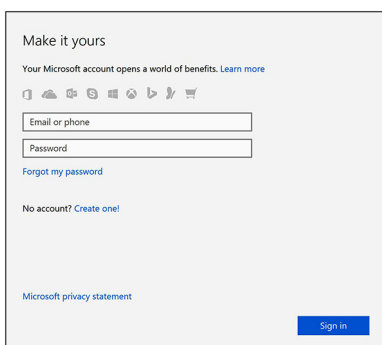 Make it yours
Your Microsoft account opens a world of benefits. Learn more
Email or phone
Password
Forgot my password
No account? Create one!
Microsoft privacy statement
Sign in